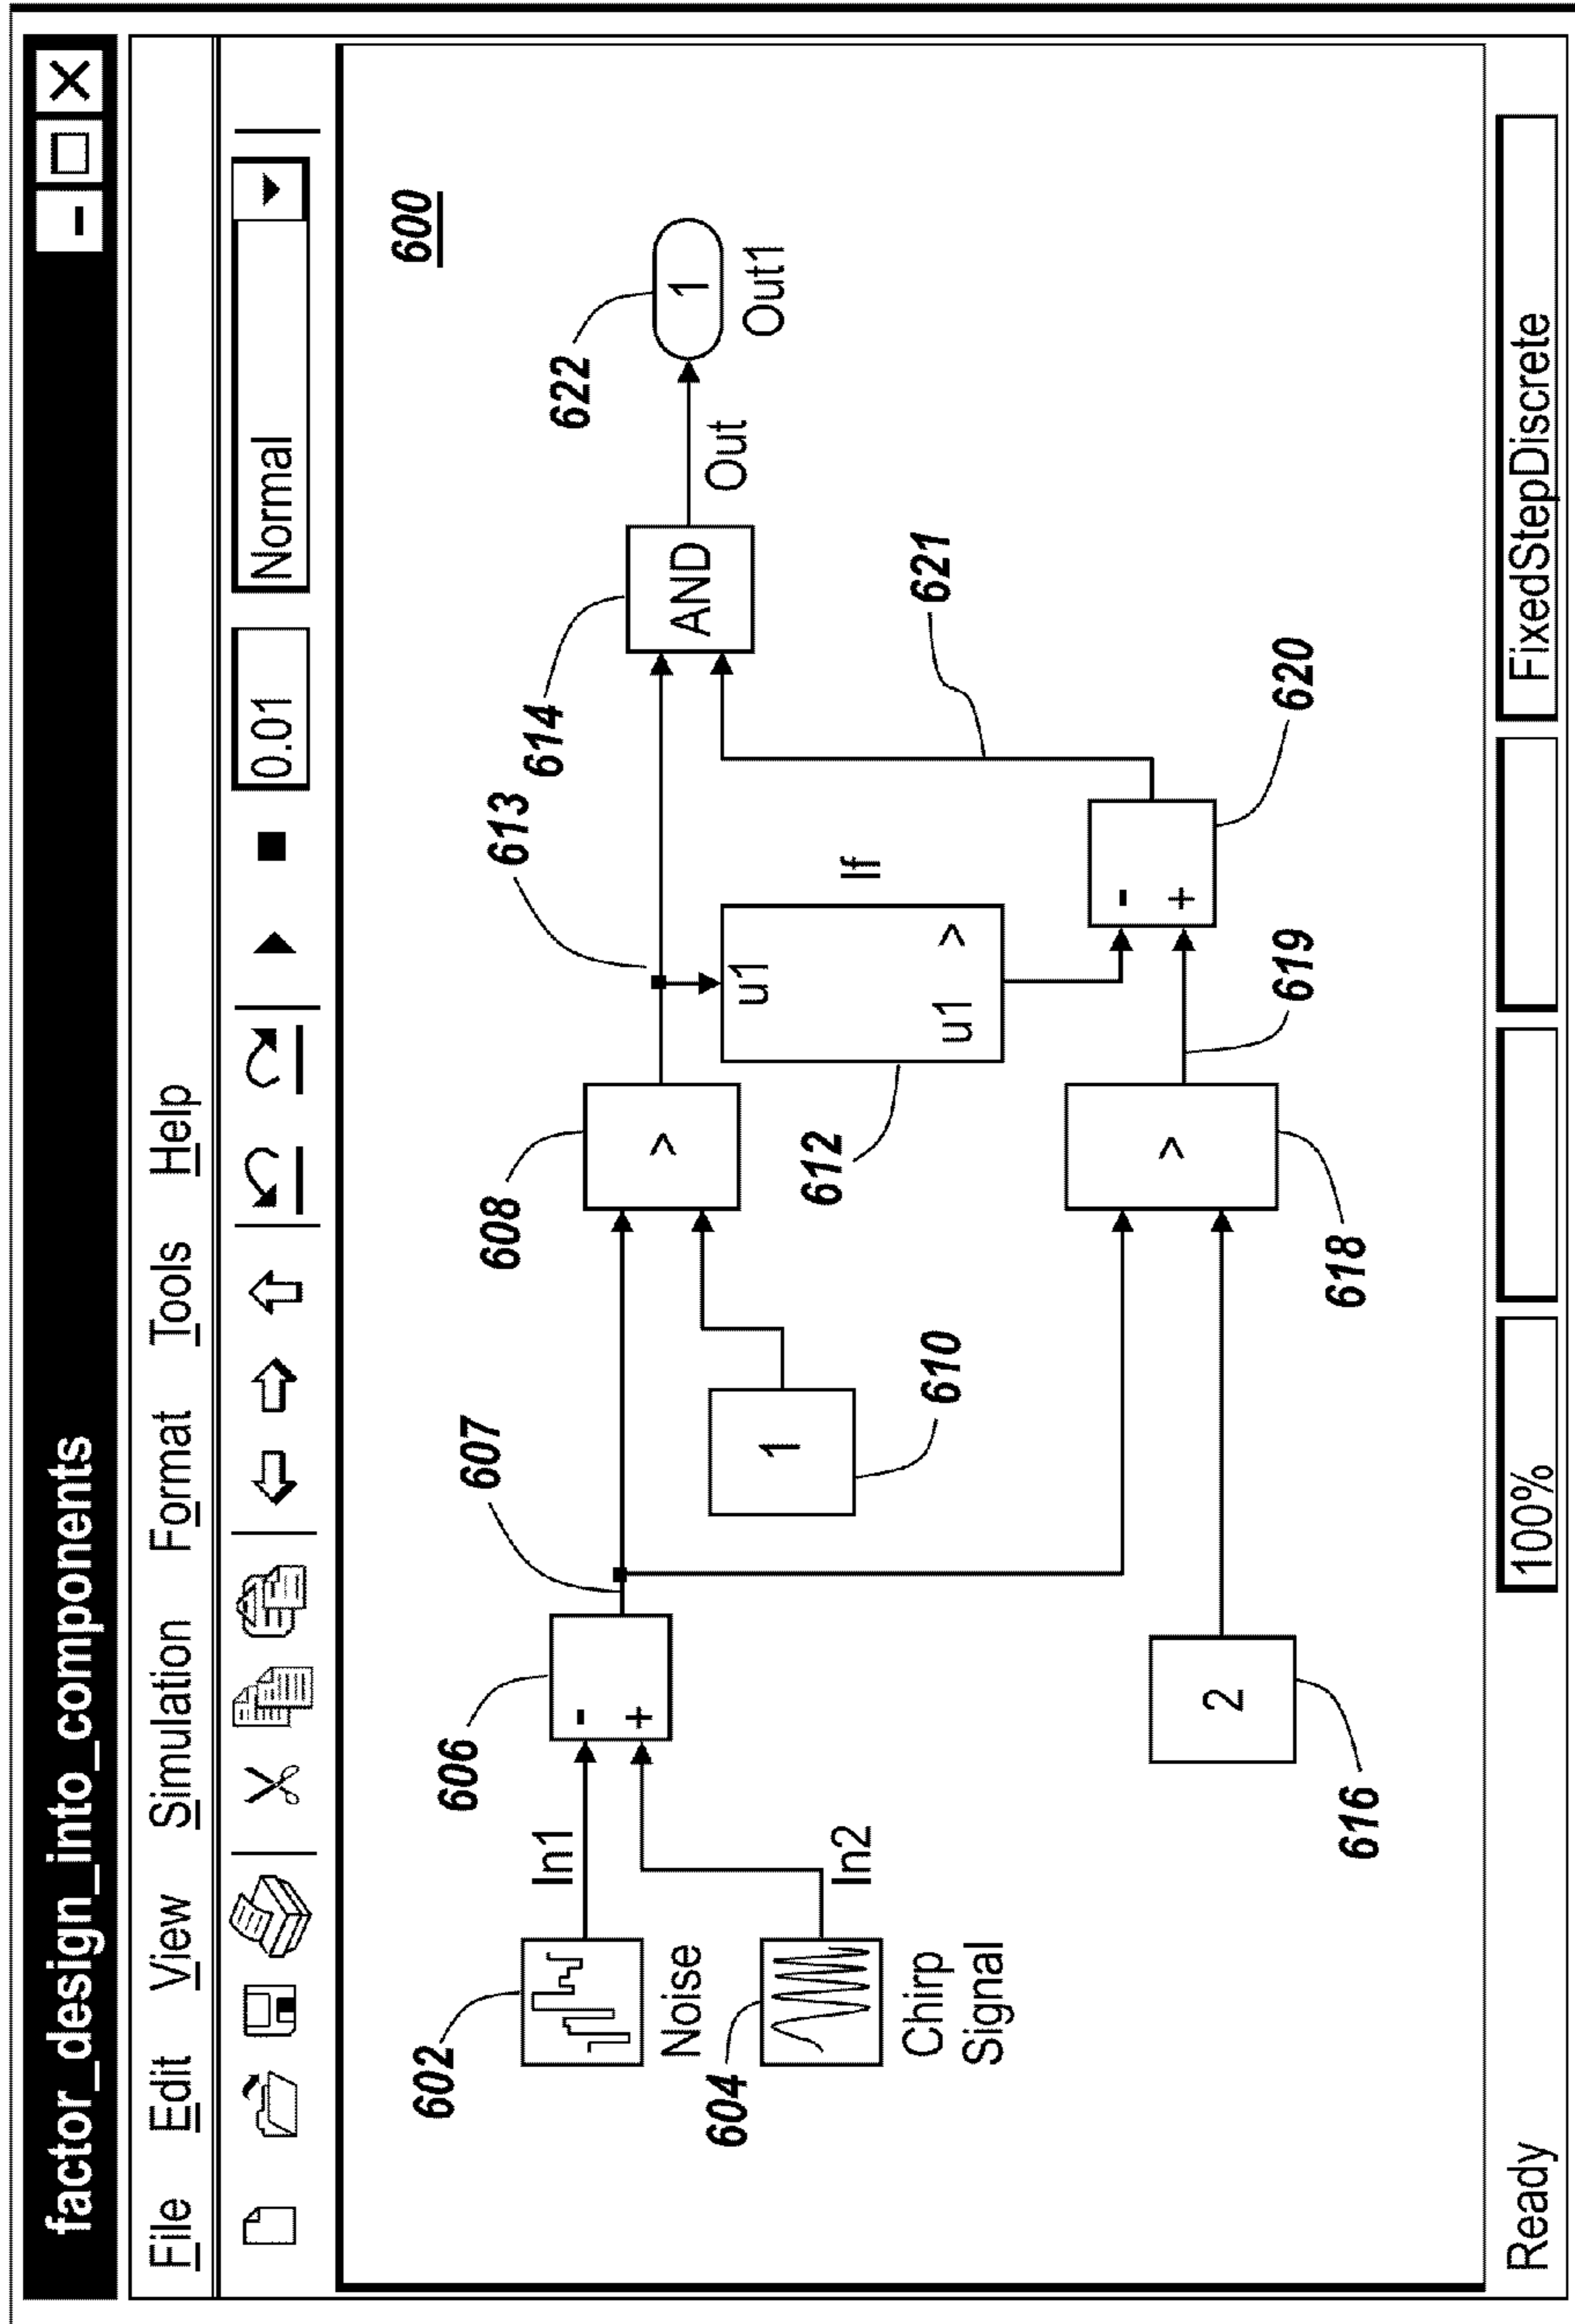 factor_design_into_components
File Edit View Simulation Format Tools Help
0.01 Normal
600
602
In1
Noise
604
In2
Chirp
Signal
606
-
+
607
608
>
1
610
613
u1
u1 >
If
612
614
AND
Out
622
1
Out1
2
616
>
618
619
-
+
620
621
Ready 100% FixedStepDiscrete